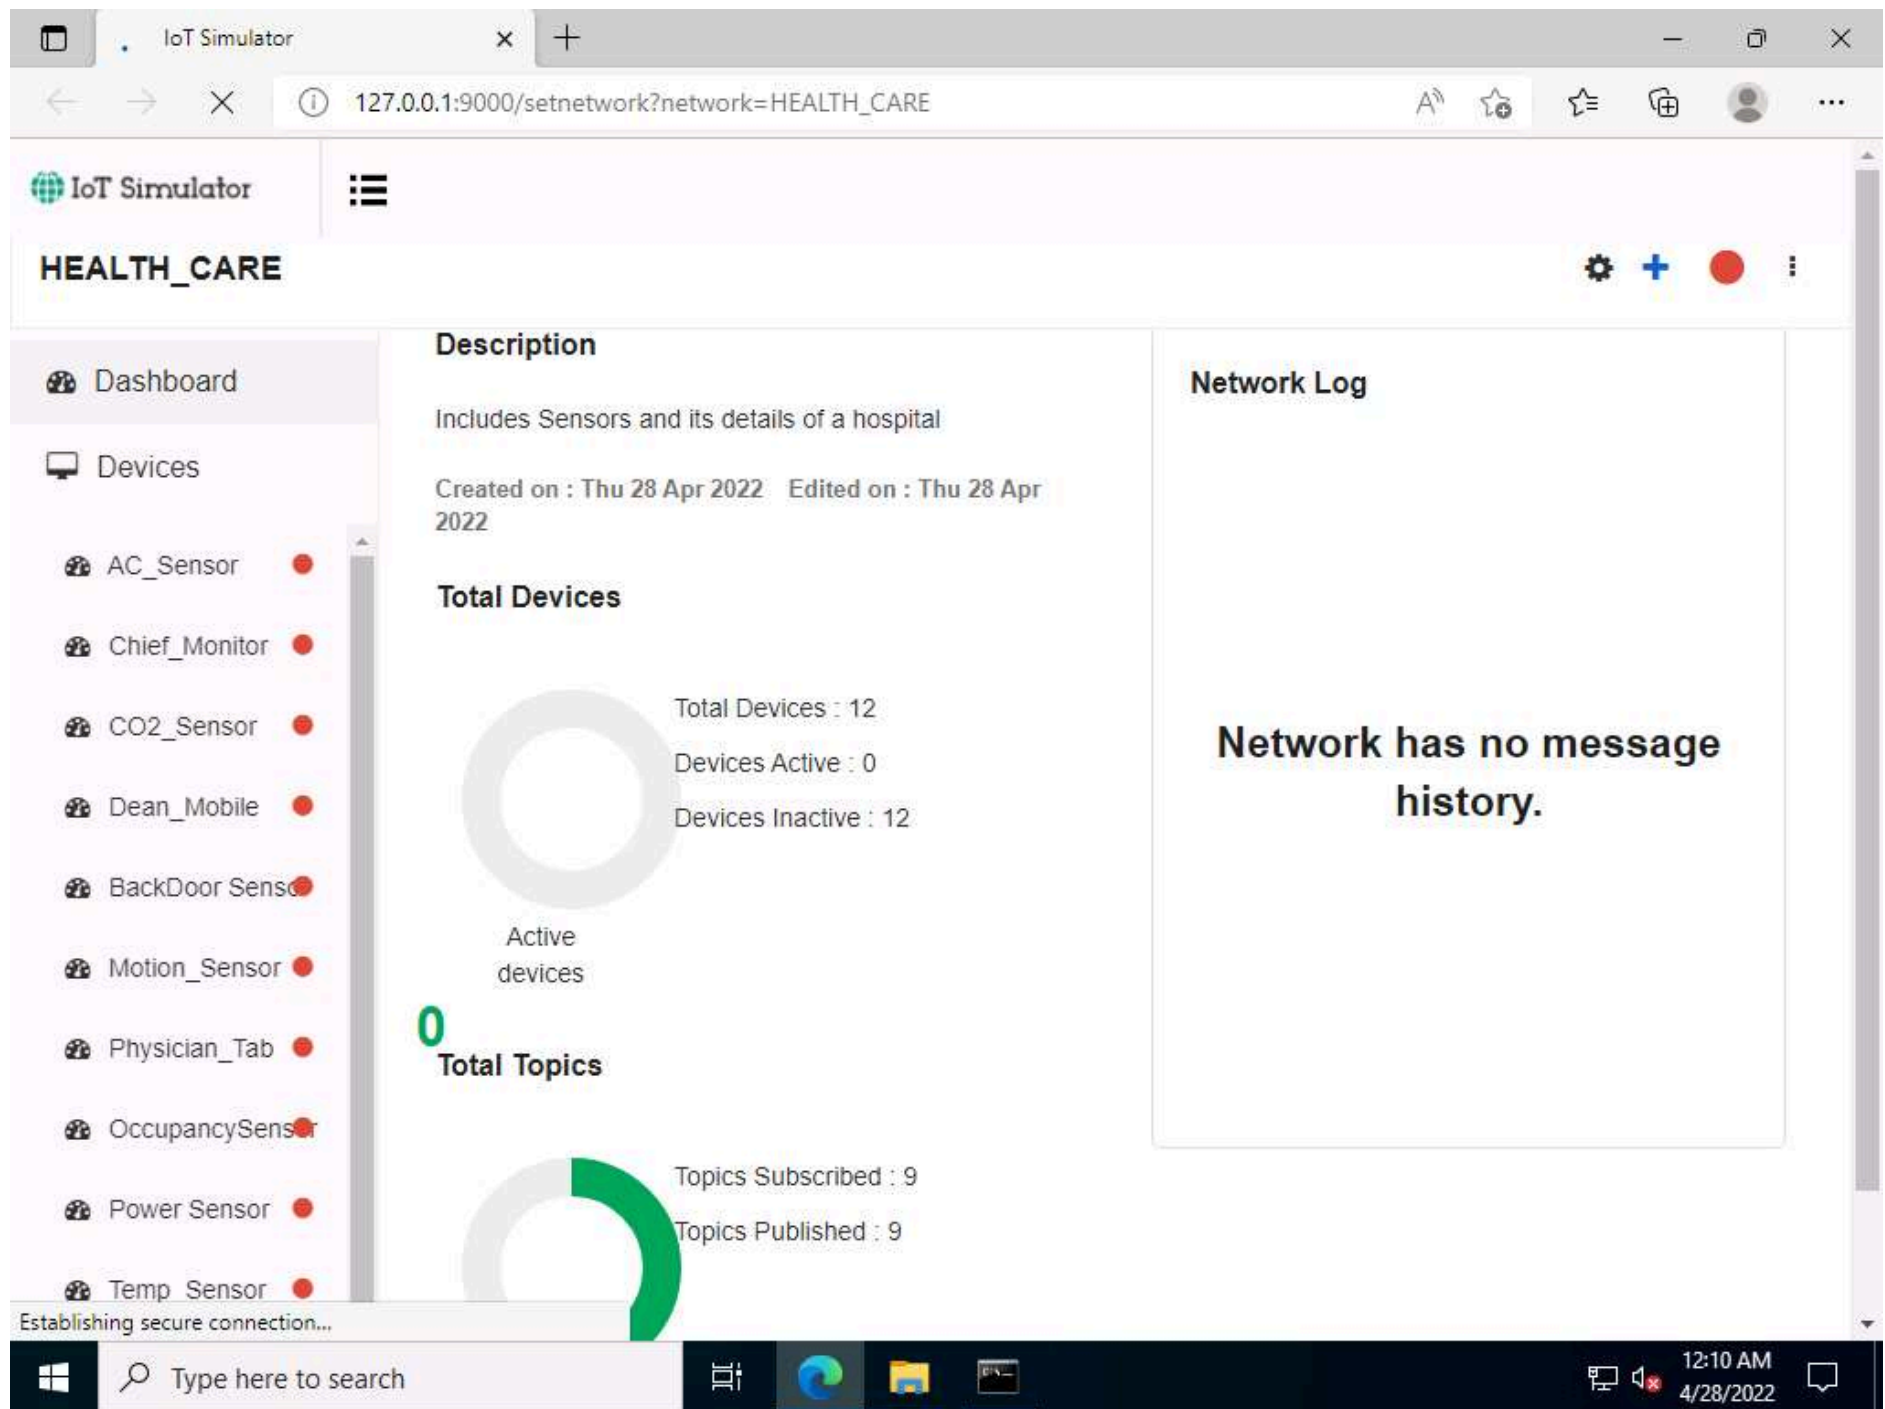 IoT Simulator
127.0.0.1:9000/setnetwork?network=HEALTH_CARE
IoT Simulator
HEALTH_CARE
Dashboard
Devices
AC_Sensor
Chief_Monitor
CO2_Sensor
Dean_Mobile
BackDoor Senso
Motion_Sensor
Physician_Tab
OccupancySensor
Power Sensor
Temp_Sensor
Description
Includes Sensors and its details of a hospital
Created on : Thu 28 Apr 2022 Edited on : Thu 28 Apr
2022
Total Devices
Total Devices : 12
Devices Active : 0
Devices Inactive : 12
Active
devices
0
Total Topics
Topics Subscribed : 9
Topics Published : 9
Network Log
Network has no message
history.
Establishing secure connection...
Type here to search
12:10 AM
4/28/2022